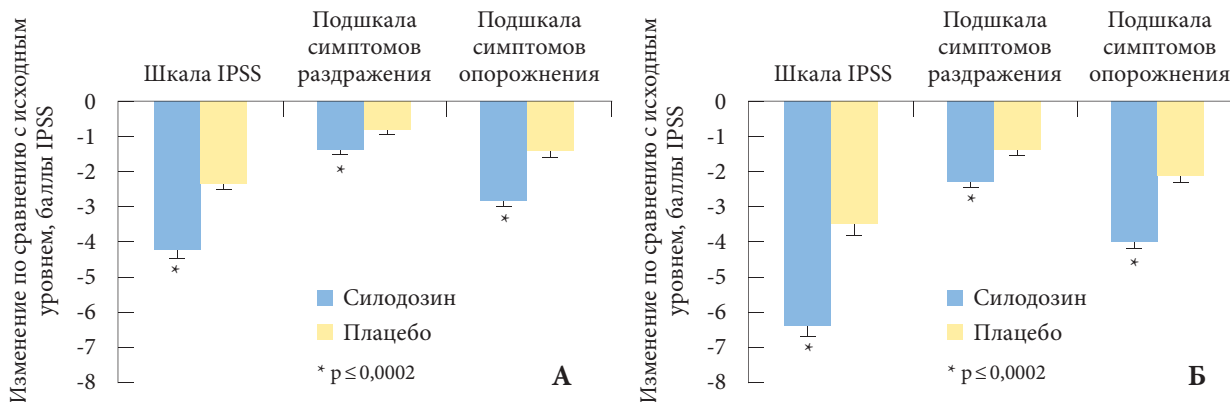 Изменение по сравнению с исходным
уровнем, баллы IPSS
Шкала IPSS
Подшкала
симптомов
раздражения
Подшкала
симптомов
опорожнения
0
-1
-2
-3
-4
-5
-6
-7
-8
*
*
*
Силодозин
Плацебо
* p ≤ 0,0002
А
Изменение по сравнению с исходным
уровнем, баллы IPSS
Шкала IPSS
Подшкала
симптомов
раздражения
Подшкала
симптомов
опорожнения
0
-1
-2
-3
-4
-5
-6
-7
-8
*
*
*
Силодозин
Плацебо
* p ≤ 0,0002
Б